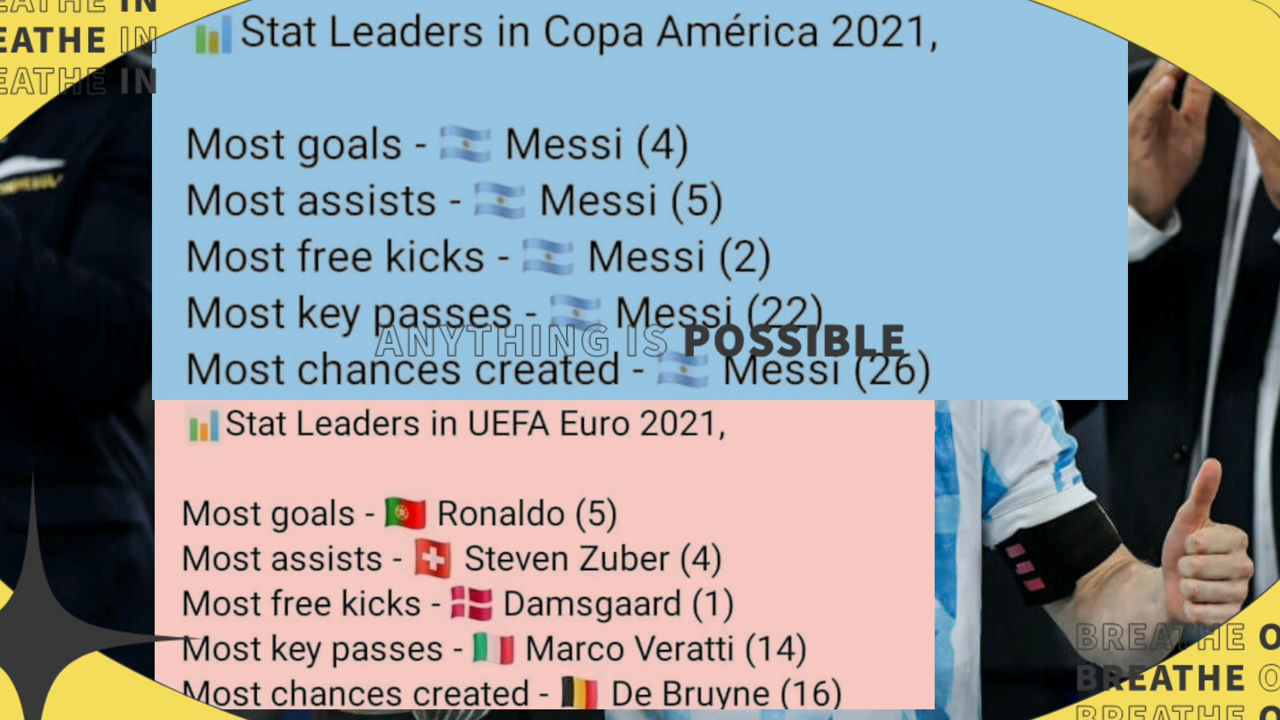 EATHE IN
EATHE IN
EATHE IN
Stat Leaders in Copa América 2021,
Most goals - Messi (4)
Most assists - Messi (5)
Most free kicks - Messi (2)
Most key passes - Messi (22)
ANYTHING IS POSSIBLE
Most chances created - Messi (26)
Stat Leaders in UEFA Euro 2021,
Most goals - Ronaldo (5)
Most assists - Steven Zuber (4)
Most free kicks - Damsgaard (1)
Most key passes - Marco Veratti (14)
Most chances created - De Bruyne (16)
BREATHE O
BREATHE O
BREATHE O